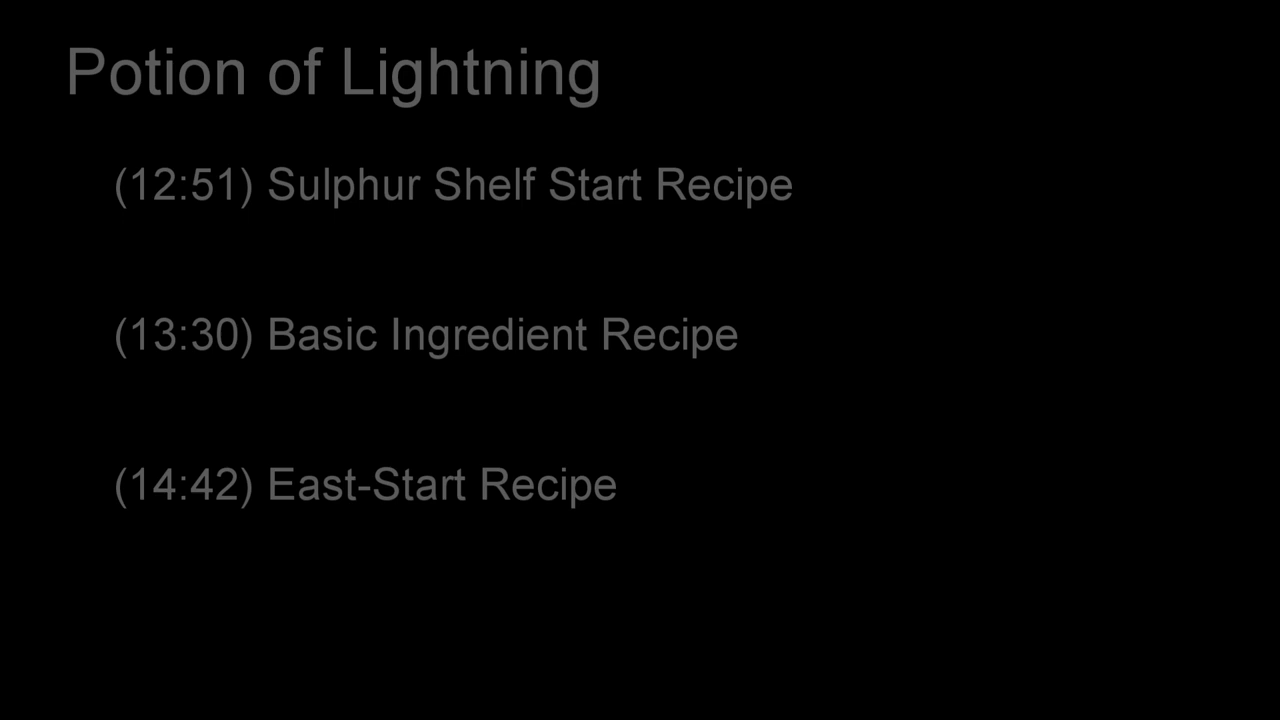 Potion of Lightning
(12:51) Sulphur Shelf Start Recipe
(13:30) Basic Ingredient Recipe
(14:42) East-Start Recipe